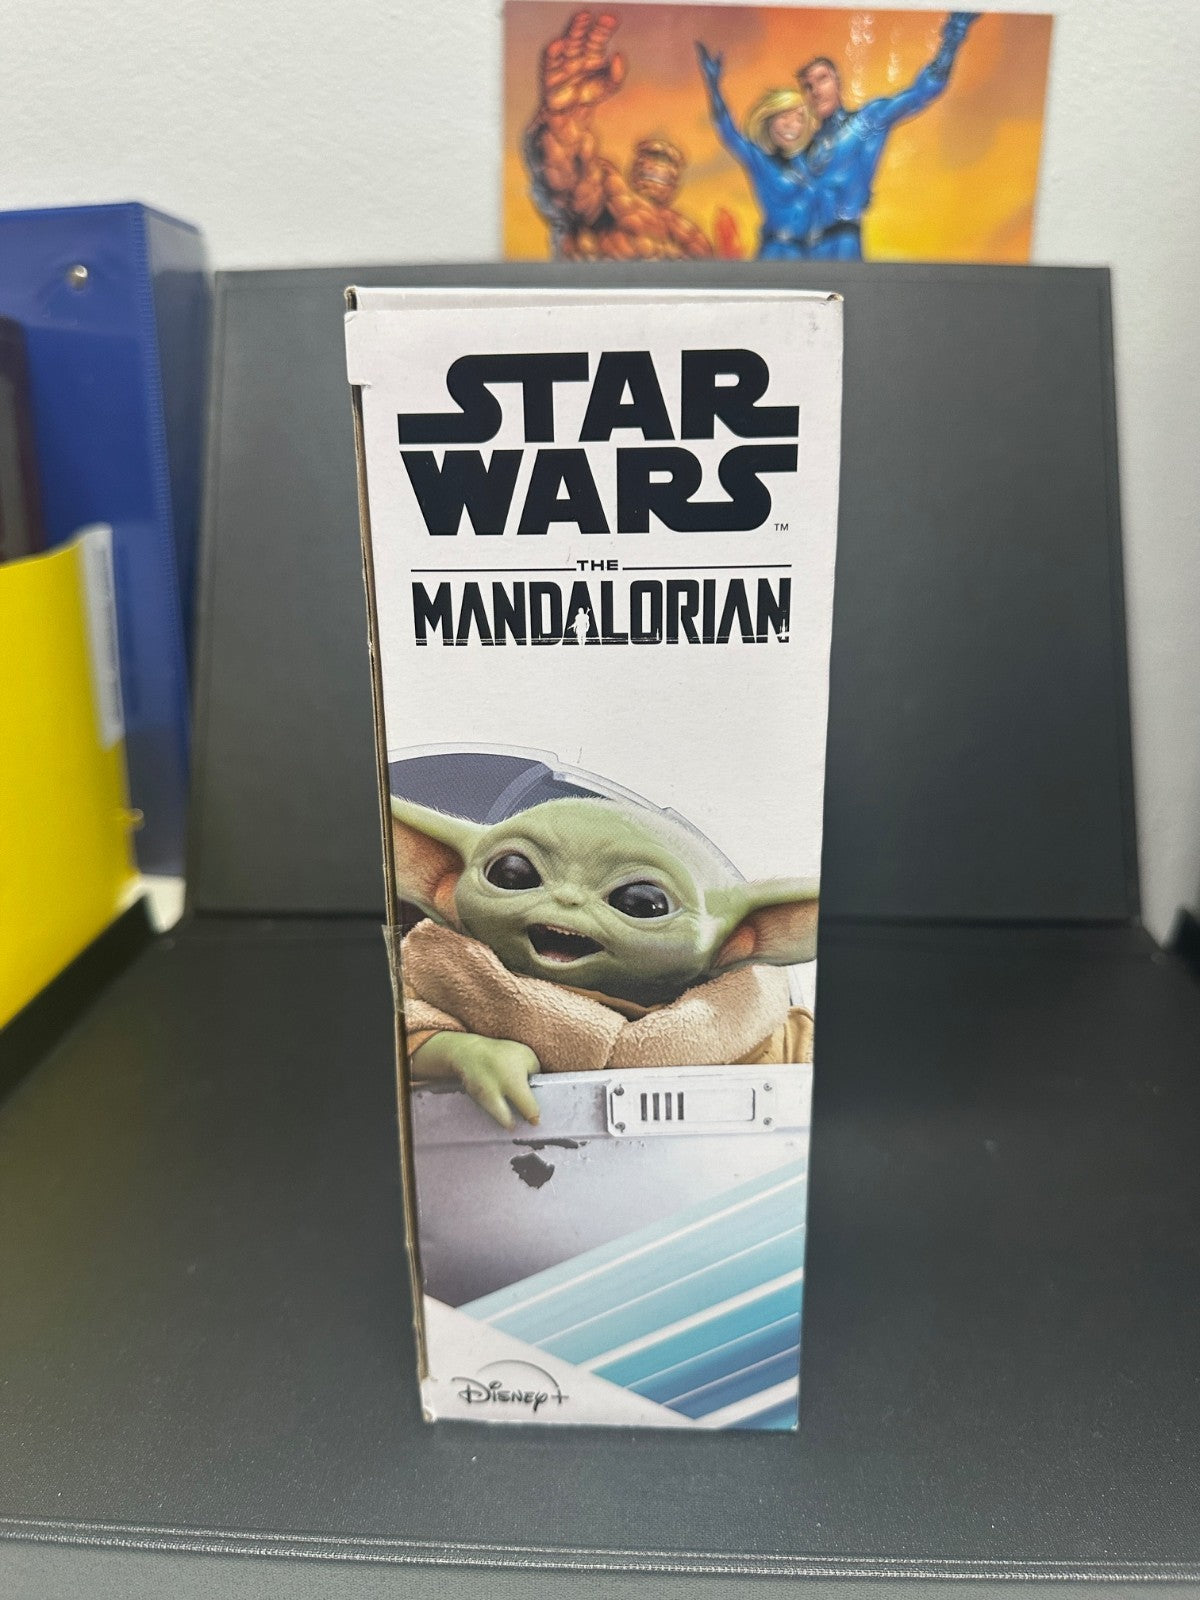 STAR
WARS
TM
THE
MANDALORIAN
Disney+